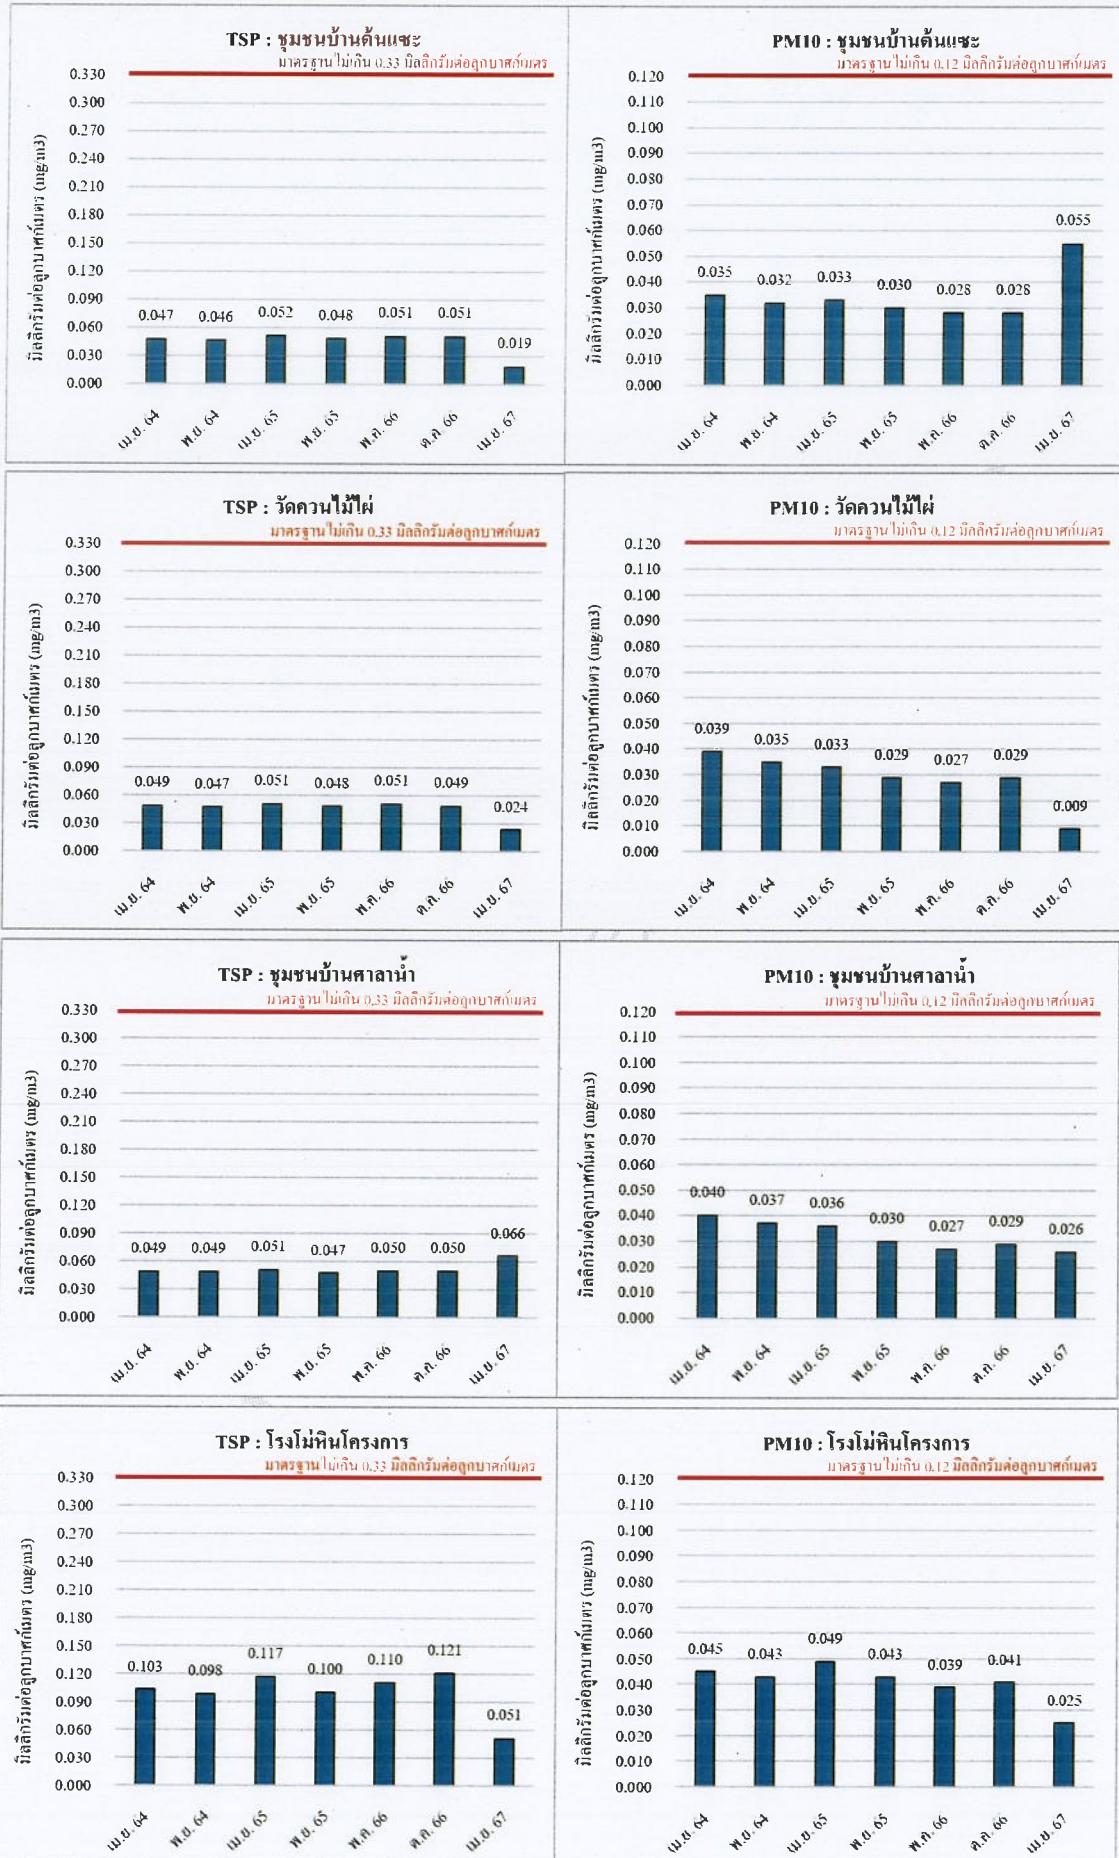 TSP : ชุมชนบ้านต้นแซะ
มาตรฐานไม่เกิน 0.33 มิลลิกรัมต่อลูกบาศก์เมตร
มิลลิกรัมต่อลูกบาศก์เมตร (mg/m3)
0.330
0.300
0.270
0.240
0.210
0.180
0.150
0.120
0.090
0.060
0.030
0.000
0.047 0.046 0.052 0.048 0.051 0.051 0.019
เม.ย. 64 พ.ย. 64 เม.ย. 65 พ.ย. 65 พ.ค. 66 ต.ค. 66 เม.ย. 67
PM10 : ชุมชนบ้านต้นแซะ
มาตรฐานไม่เกิน 0.12 มิลลิกรัมต่อลูกบาศก์เมตร
มิลลิกรัมต่อลูกบาศก์เมตร (mg/m3)
0.120
0.110
0.100
0.090
0.080
0.070
0.060
0.050
0.040
0.030
0.020
0.010
0.000
0.035 0.032 0.033 0.030 0.028 0.028 0.055
เม.ย. 64 พ.ย. 64 เม.ย. 65 พ.ย. 65 พ.ค. 66 ต.ค. 66 เม.ย. 67
TSP : วัดควนไม้ไผ่
มาตรฐานไม่เกิน 0.33 มิลลิกรัมต่อลูกบาศก์เมตร
มิลลิกรัมต่อลูกบาศก์เมตร (mg/m3)
0.330
0.300
0.270
0.240
0.210
0.180
0.150
0.120
0.090
0.060
0.030
0.000
0.049 0.047 0.051 0.048 0.051 0.049 0.024
เม.ย. 64 พ.ย. 64 เม.ย. 65 พ.ย. 65 พ.ค. 66 ต.ค. 66 เม.ย. 67
PM10 : วัดควนไม้ไผ่
มาตรฐานไม่เกิน 0.12 มิลลิกรัมต่อลูกบาศก์เมตร
มิลลิกรัมต่อลูกบาศก์เมตร (mg/m3)
0.120
0.110
0.100
0.090
0.080
0.070
0.060
0.050
0.040
0.030
0.020
0.010
0.000
0.039 0.035 0.033 0.029 0.027 0.029 0.009
เม.ย. 64 พ.ย. 64 เม.ย. 65 พ.ย. 65 พ.ค. 66 ต.ค. 66 เม.ย. 67
TSP : ชุมชนบ้านศาลาน้ำ
มาตรฐานไม่เกิน 0.33 มิลลิกรัมต่อลูกบาศก์เมตร
มิลลิกรัมต่อลูกบาศก์เมตร (mg/m3)
0.330
0.300
0.270
0.240
0.210
0.180
0.150
0.120
0.090
0.060
0.030
0.000
0.049 0.049 0.051 0.047 0.050 0.050 0.066
เม.ย. 64 พ.ย. 64 เม.ย. 65 พ.ย. 65 พ.ค. 66 ต.ค. 66 เม.ย. 67
PM10 : ชุมชนบ้านศาลาน้ำ
มาตรฐานไม่เกิน 0.12 มิลลิกรัมต่อลูกบาศก์เมตร
มิลลิกรัมต่อลูกบาศก์เมตร (mg/m3)
0.120
0.110
0.100
0.090
0.080
0.070
0.060
0.050
0.040
0.030
0.020
0.010
0.000
0.040 0.037 0.036 0.030 0.027 0.029 0.026
เม.ย. 64 พ.ย. 64 เม.ย. 65 พ.ย. 65 พ.ค. 66 ต.ค. 66 เม.ย. 67
TSP : โรงโม่หินโครงการ
มาตรฐานไม่เกิน 0.33 มิลลิกรัมต่อลูกบาศก์เมตร
มิลลิกรัมต่อลูกบาศก์เมตร (mg/m3)
0.330
0.300
0.270
0.240
0.210
0.180
0.150
0.120
0.090
0.060
0.030
0.000
0.103 0.098 0.117 0.100 0.110 0.121 0.051
เม.ย. 64 พ.ย. 64 เม.ย. 65 พ.ย. 65 พ.ค. 66 ต.ค. 66 เม.ย. 67
PM10 : โรงโม่หินโครงการ
มาตรฐานไม่เกิน 0.12 มิลลิกรัมต่อลูกบาศก์เมตร
มิลลิกรัมต่อลูกบาศก์เมตร (mg/m3)
0.120
0.110
0.100
0.090
0.080
0.070
0.060
0.050
0.040
0.030
0.020
0.010
0.000
0.045 0.043 0.049 0.043 0.039 0.041 0.025
เม.ย. 64 พ.ย. 64 เม.ย. 65 พ.ย. 65 พ.ค. 66 ต.ค. 66 เม.ย. 67